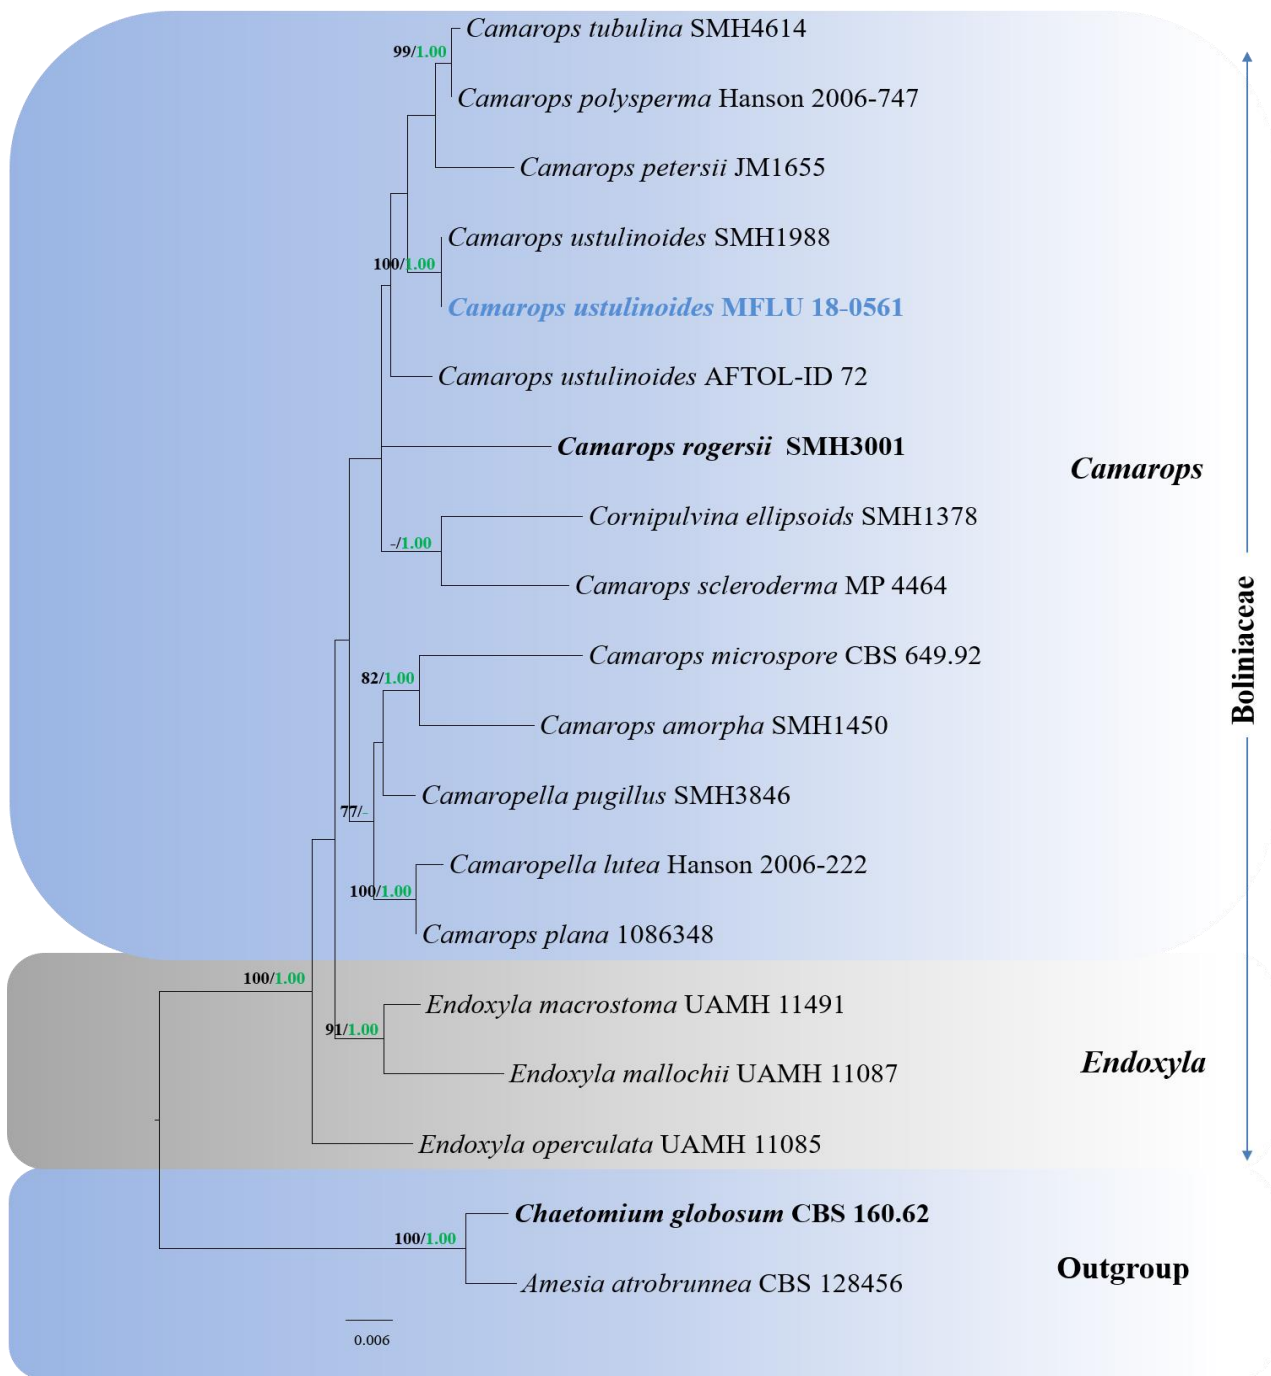 Camarops tubulina SMH4614
99/1.00
Camarops polysperma Hanson 2006-747
Camarops petersii JM1655
Camarops ustulinoides SMH1988
100/1.00
Camarops ustulinoides MFLU 18-0561
Camarops ustulinoides AFTOL-ID 72
Camarops rogersii SMH3001
Camarops
Cornipulvina ellipsoids SMH1378
-/1.00
Camarops scleroderma MP 4464
Boliniaceae
Camarops microspore CBS 649.92
82/1.00
Camarops amorpha SMH1450
Camaropella pugillus SMH3846
77/-
Camaropella lutea Hanson 2006-222
100/1.00
Camarops plana 1086348
100/1.00
Endoxyla macrostoma UAMH 11491
91/1.00
Endoxyla
Endoxyla mallochii UAMH 11087
Endoxyla operculata UAMH 11085
Chaetomium globosum CBS 160.62
100/1.00
Outgroup
Amesia atrobrunnea CBS 128456
0.006